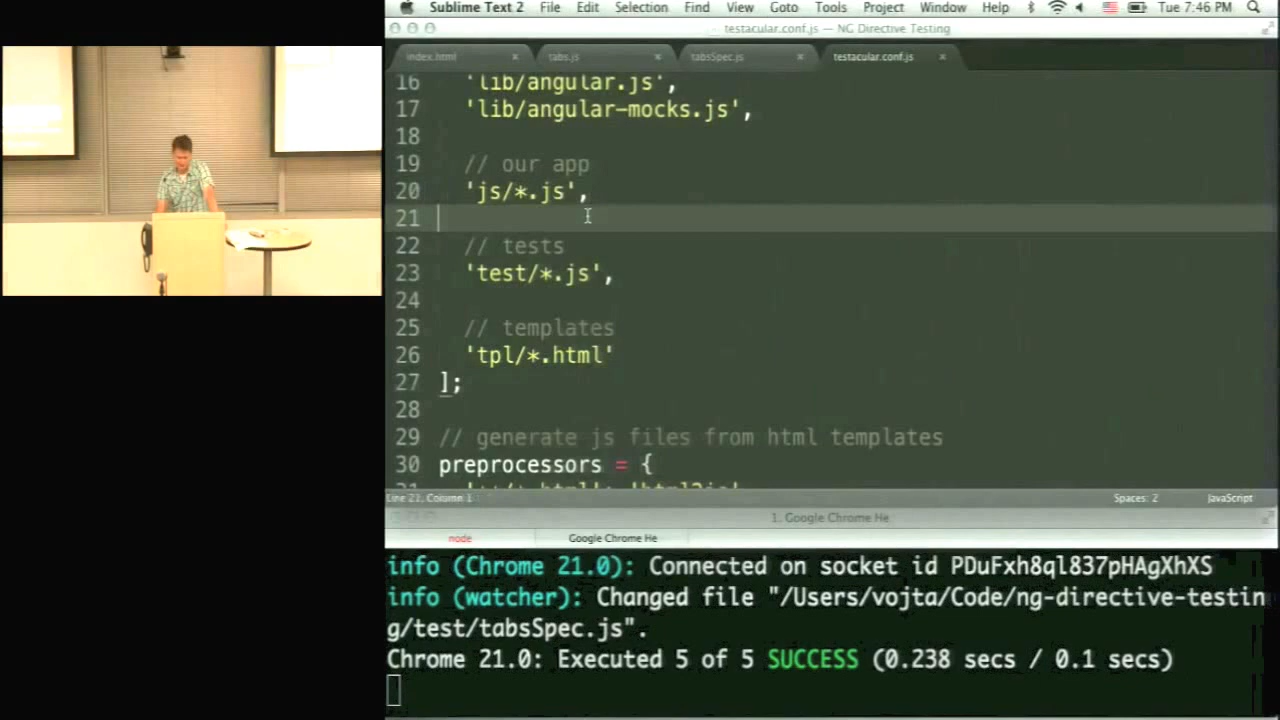 Sublime Text 2 File Edit Selection Find View Goto Tools Project Window Help Tue 7:46 PM
testacular.conf.js — NG Directive Testing
index.html × tabs.js × tabsSpec.js × testacular.conf.js ×
16 'lib/angular.js',
17 'lib/angular-mocks.js',
18
19 // our app
20 'js/*.js',
21
22 // tests
23 'test/*.js',
24
25 // templates
26 'tpl/*.html'
27 ];
28
29 // generate js files from html templates
30 preprocessors = {
Column 1 Spaces: 2 JavaScript
1. Google Chrome He
node Google Chrome He
info (Chrome 21.0): Connected on socket id PDuFxh8ql837pHAgXhXS
info (watcher): Changed file "/Users/vojta/Code/ng-directive-testin
g/test/tabsSpec.js".
Chrome 21.0: Executed 5 of 5 SUCCESS (0.238 secs / 0.1 secs)